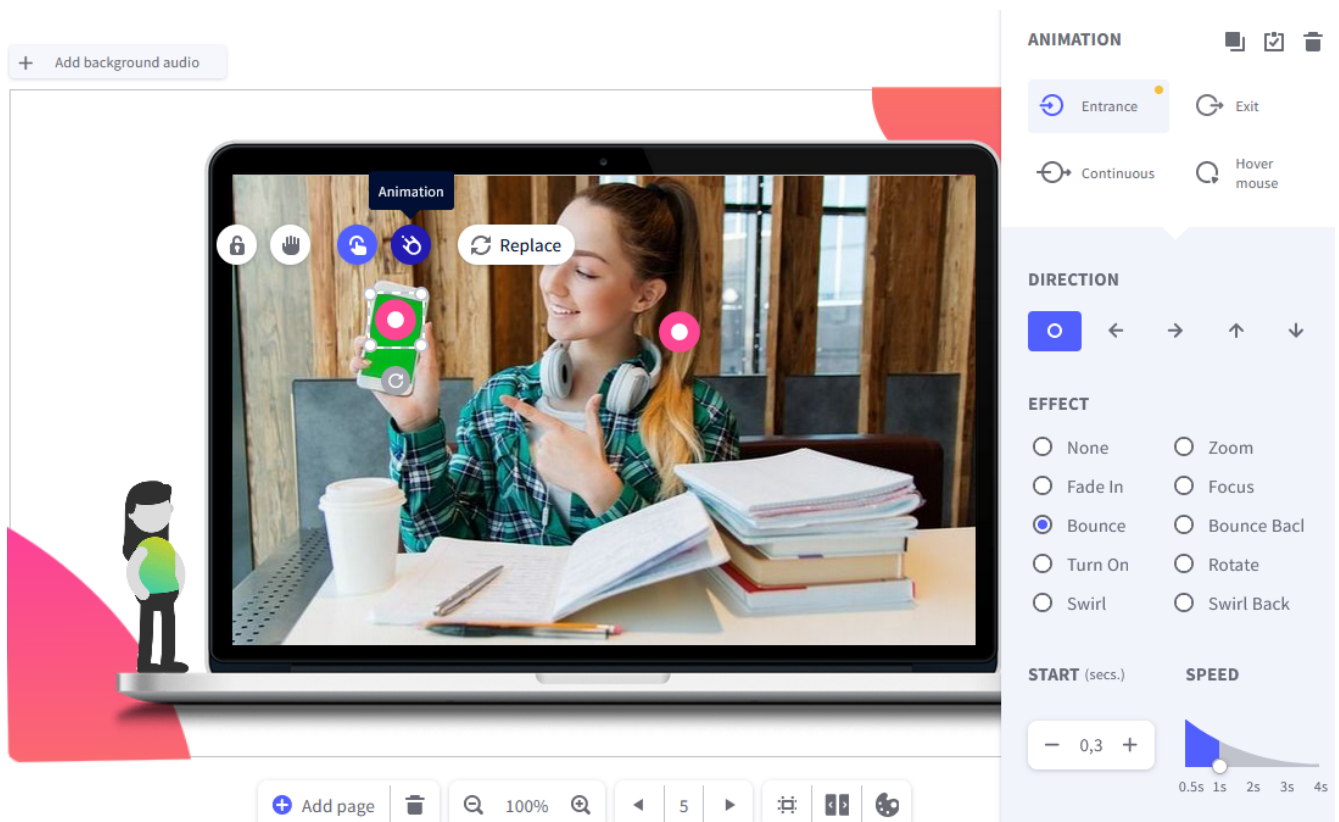 Add background audio
Animation
Replace
ANIMATION
Entrance
Exit
Continuous
Hover
mouse
DIRECTION
EFFECT
None
Zoom
Fade In
Focus
Bounce
Bounce Bacl
Turn On
Rotate
Swirl
Swirl Back
START (secs.)
SPEED
0,3
0.5s 1s 2s 3s 4s
Add page
100%
5